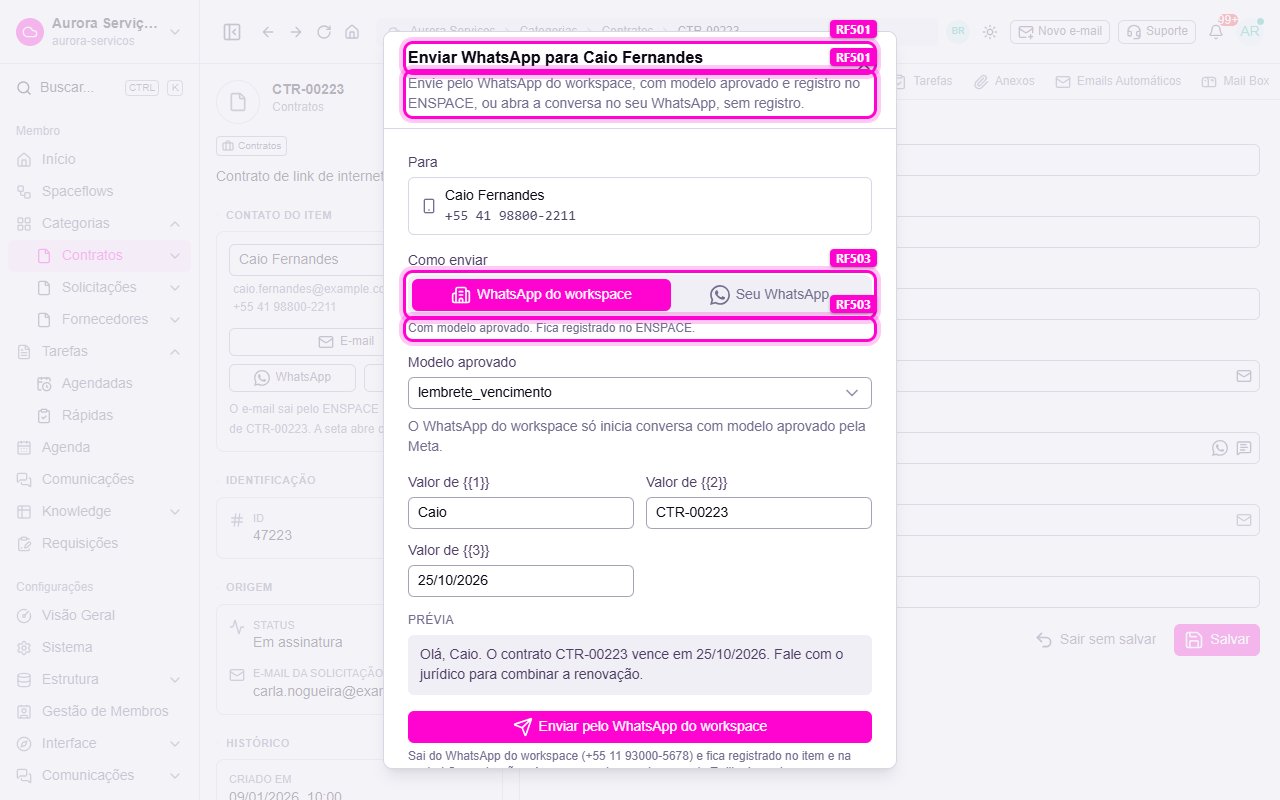 Aurora Serviç...
aurora-servicos
Buscar...
CTRL
K
Membro
Início
Spaceflows
Categorias
Contratos
Solicitações
Fornecedores
Tarefas
Agendadas
Rápidas
Agenda
Comunicações
Knowledge
Requisições
Configurações
Visão Geral
Sistema
Estrutura
Gestão de Membros
Interface
Comunicações
Aurora Serviços
Categorias
Contratos
CTR-00223
BR
Novo e-mail
Suporte
99+
AR
Tarefas
Anexos
Emails Automáticos
Mail Box
CTR-00223
Contratos
Contratos
Contrato de link de internet
CONTATO DO ITEM
Caio Fernandes
+55 41 98800-2211
E-mail
WhatsApp
O e-mail sai pelo ENSPACE
de CTR-00223. A seta abre
IDENTIFICAÇÃO
ID
47223
ORIGEM
STATUS
Em assinatura
E-MAIL DA SOLICITAÇÃO
HISTÓRICO
CRIADO EM
09/01/2026, 10:00
Sair sem salvar
Salvar
RF501
Enviar WhatsApp para Caio Fernandes
RF501
Envie pelo WhatsApp do workspace, com modelo aprovado e registro no
ENSPACE, ou abra a conversa no seu WhatsApp, sem registro.
Para
Caio Fernandes
+55 41 98800-2211
Como enviar
RF503
WhatsApp do workspace
Seu WhatsApp
RF503
Com modelo aprovado. Fica registrado no ENSPACE.
Modelo aprovado
lembrete_vencimento
O WhatsApp do workspace só inicia conversa com modelo aprovado pela
Meta.
Valor de {{1}}
Valor de {{2}}
Caio
CTR-00223
Valor de {{3}}
25/10/2026
PRÉVIA
Olá, Caio. O contrato CTR-00223 vence em 25/10/2026. Fale com o
jurídico para combinar a renovação.
Enviar pelo WhatsApp do workspace
Sai do WhatsApp do workspace (+55 11 93000-5678) e fica registrado no item e na